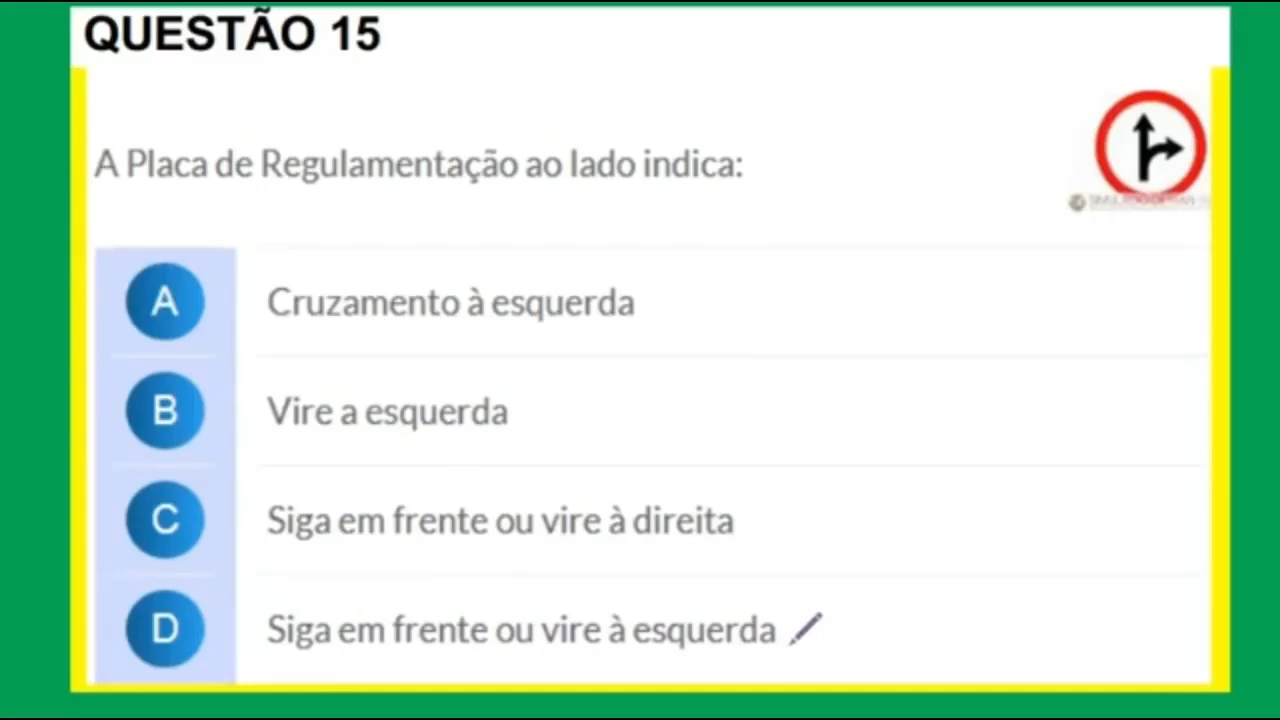 QUESTÃO 15
A Placa de Regulamentação ao lado indica:
A Cruzamento à esquerda
B Vire a esquerda
C Siga em frente ou vire à direita
D Siga em frente ou vire à esquerda